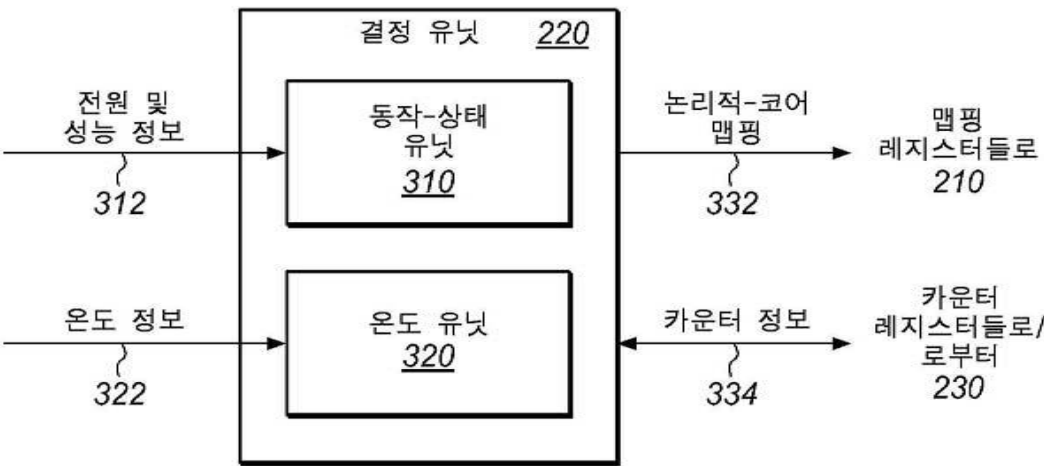 결정 유닛 220
전원 및
성능 정보
312
동작-상태
유닛
310
논리적-코어
맵핑
332
맵핑
레지스터들로
210
온도 정보
322
온도 유닛
320
카운터 정보
334
카운터
레지스터들로/
로부터
230